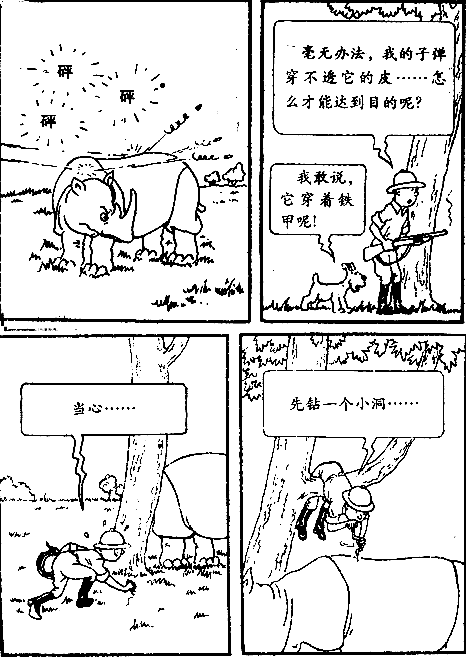 砰
砰
砰
毫无办法，我的子弹
穿不透它的皮……怎
么才能达到目的呢？
我敢说，
它穿着铁
甲呢！
当心……
先钻一个小洞……